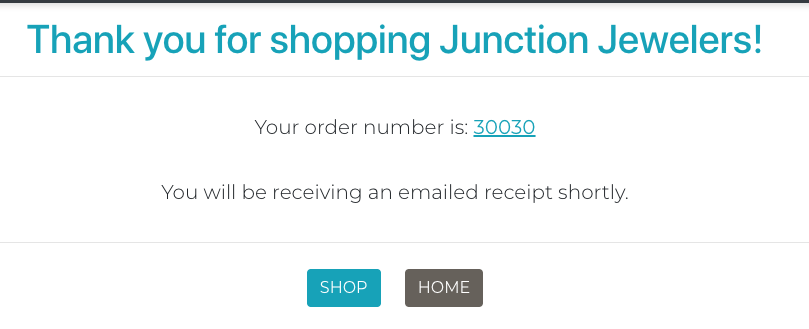 Thank you for shopping Junction Jewelers!
Your order number is: 30030
You will be receiving an emailed receipt shortly.
SHOP
HOME